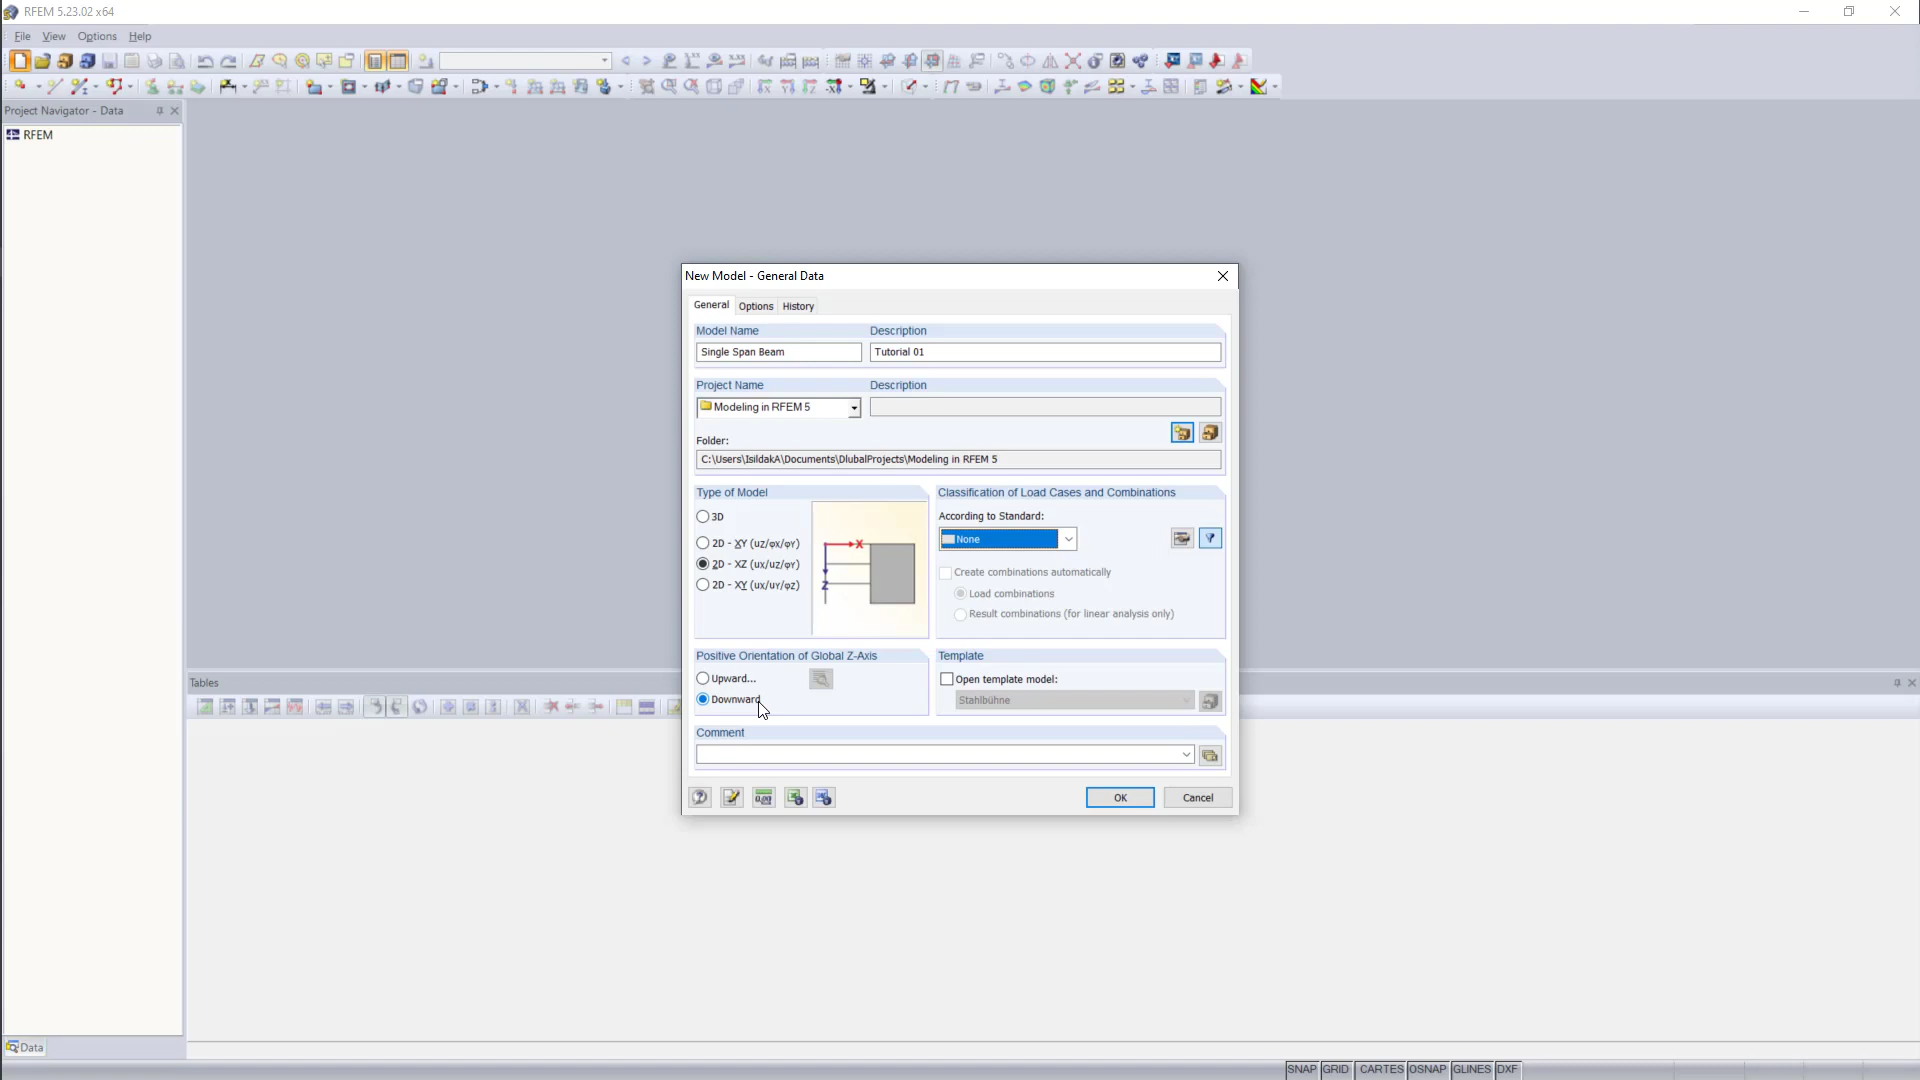 RFEM 5.23.02 x64
File View Options Help
Project Navigator - Data
RFEM
New Model - General Data
General Options History
Model Name Description
Single Span Beam Tutorial 01
Project Name Description
Modeling in RFEM 5
Folder:
C:\Users\IsildakA\Documents\DlubalProjects\Modeling in RFEM 5
Type of Model Classification of Load Cases and Combinations
3D According to Standard:
None
2D - XY (uZ/φX/φY)
2D - XZ (uX/uZ/φY)
2D - XY (uX/uY/φZ)
X
Z
Create combinations automatically
Load combinations
Result combinations (for linear analysis only)
Positive Orientation of Global Z-Axis Template
Upward... Open template model:
Downward Stahlbühne
Comment
0,00
OK Cancel
Tables
Data
SNAP GRID CARTES OSNAP GLINES DXF